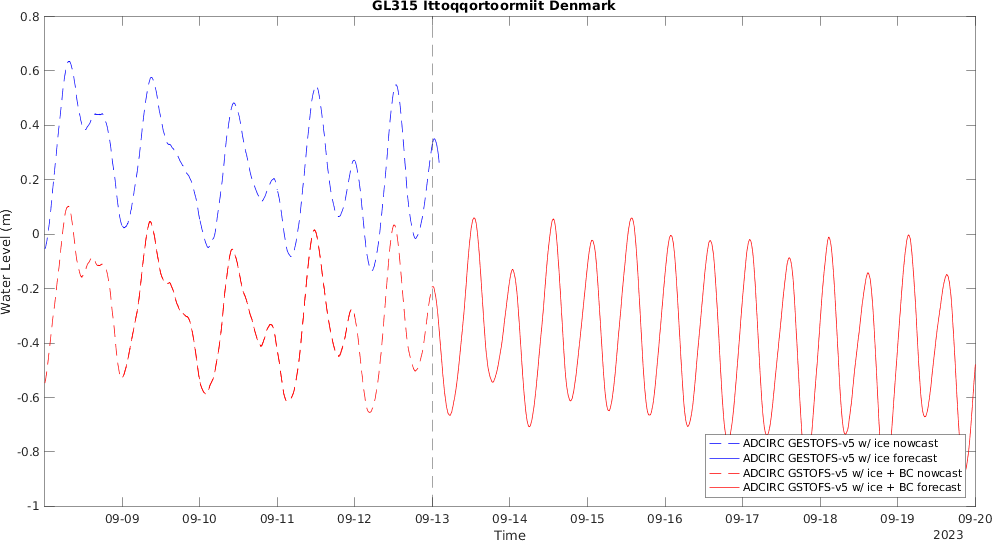 GL315 Ittoqqortoormiit Denmark
0.8
0.6
0.4
0.2
0
-0.2
-0.4
-0.6
-0.8
-1
Water Level (m)
ADCIRC GESTOFS-v5 w/ ice nowcast
ADCIRC GESTOFS-v5 w/ ice forecast
ADCIRC GSTOFS-v5 w/ ice + BC nowcast
ADCIRC GSTOFS-v5 w/ ice + BC forecast
09-09 09-10 09-11 09-12 09-13 09-14 09-15 09-16 09-17 09-18 09-19 09-20
Time 2023